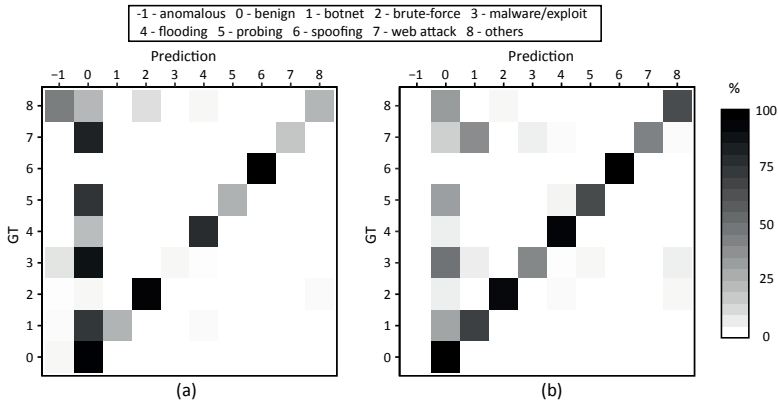 -1 - anomalous 0 - benign 1 - botnet 2 - brute-force 3 - malware/exploit
4 - flooding 5 - probing 6 - spoofing 7 - web attack 8 - others
Prediction
−1 0 1 2 3 4 5 6 7 8
GT
8
7
6
5
4
3
2
1
0
(a)
Prediction
−1 0 1 2 3 4 5 6 7 8
GT
8
7
6
5
4
3
2
1
0
(b)
%
100
75
50
25
0